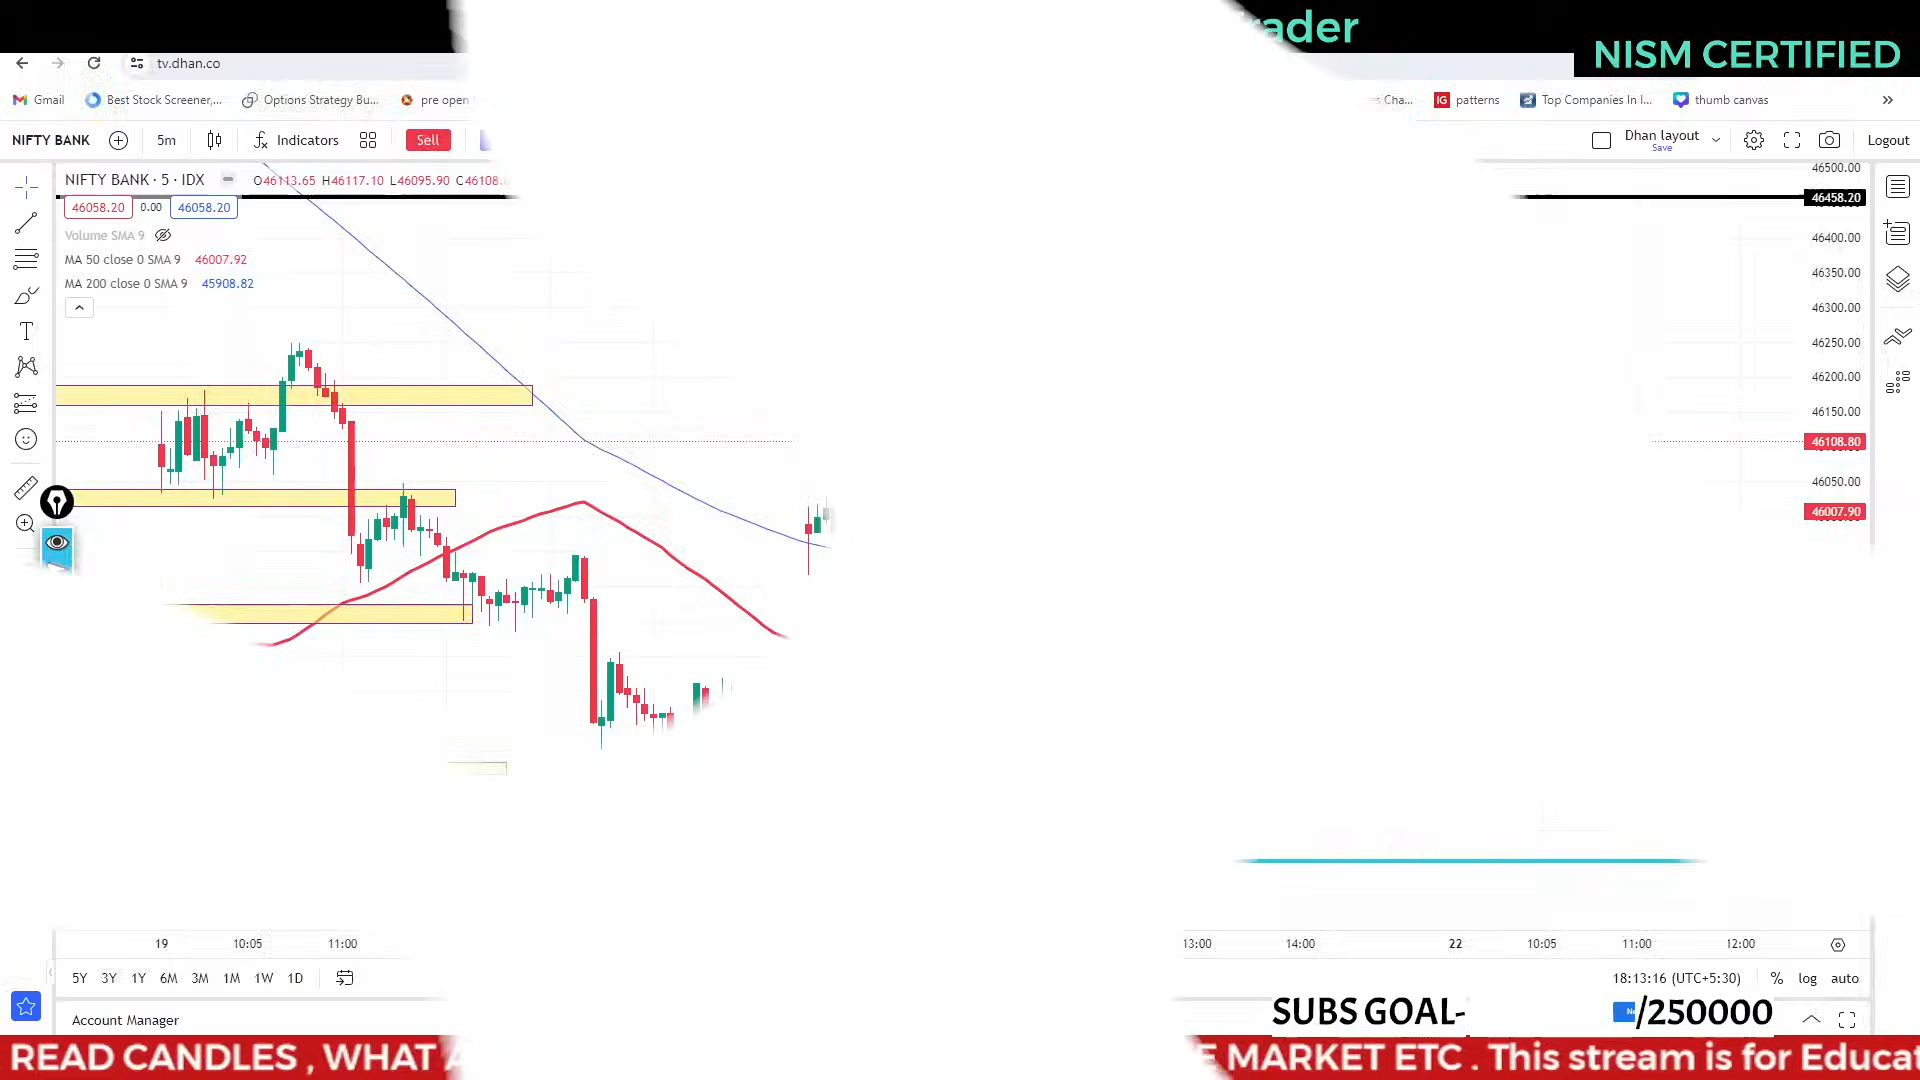 rader
NISM CERTIFIED
tv.dhan.co
Gmail Best Stock Screener,... Options Strategy Bu... pre open
Cha... IG patterns Top Companies In I... thumb canvas
NIFTY BANK 5m Indicators Sell
Dhan layout
Save
Logout
NIFTY BANK · 5 · IDX O46113.65 H46117.10 L46095.90 C46108.
46058.20 0.00 46058.20
Volume SMA 9
MA 50 close 0 SMA 9 46007.92
MA 200 close 0 SMA 9 45908.82
46500.00
46458.20
46400.00
46350.00
46300.00
46250.00
46200.00
46150.00
46108.80
46050.00
46007.90
19 10:05 11:00 13:00 14:00 22 10:05 11:00 12:00
5Y 3Y 1Y 6M 3M 1M 1W 1D
18:13:16 (UTC+5:30) % log auto
Account Manager
SUBS GOAL- /250000
READ CANDLES , WHAT A
E MARKET ETC . This stream is for Educat